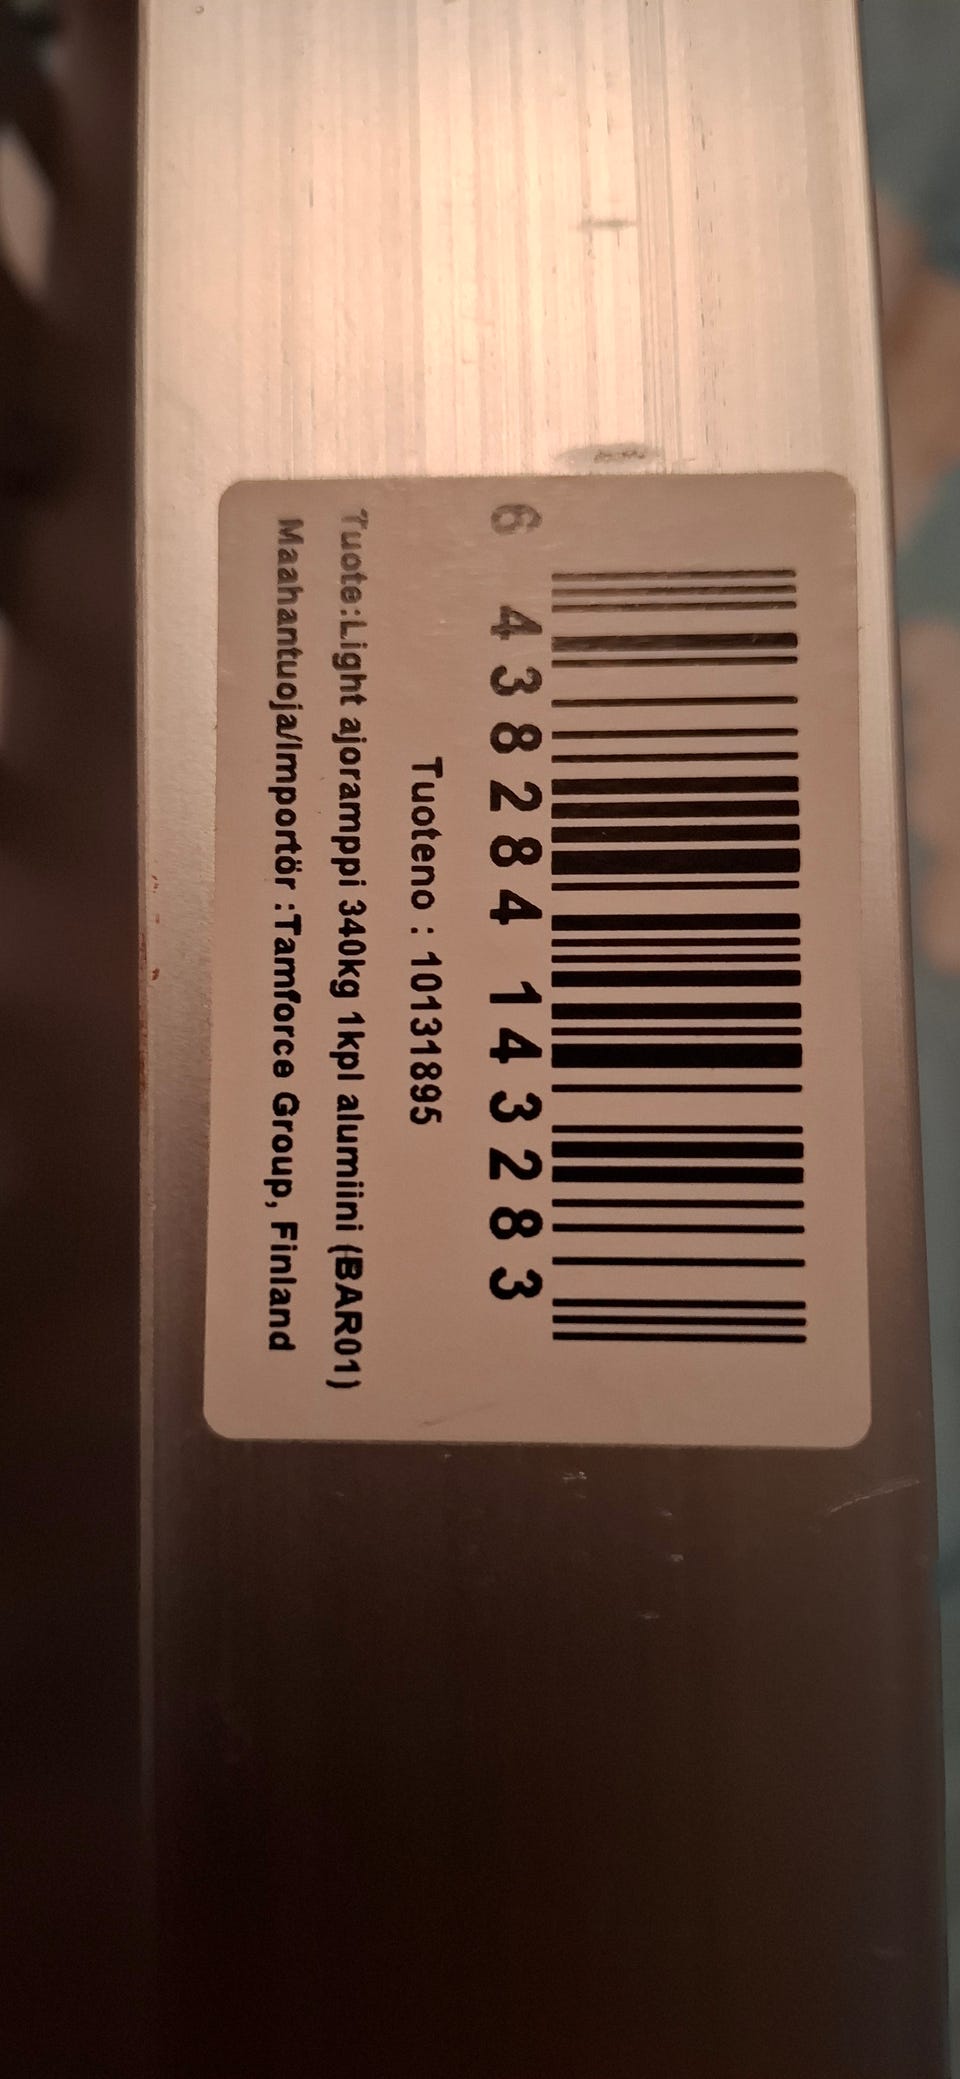 6 438284 143283
Tuoteno : 10131895
Tuote:Light ajoramppi 340kg 1kpl alumiini (BAR01)
Maahantuoja/Importör :Tamforce Group, Finland